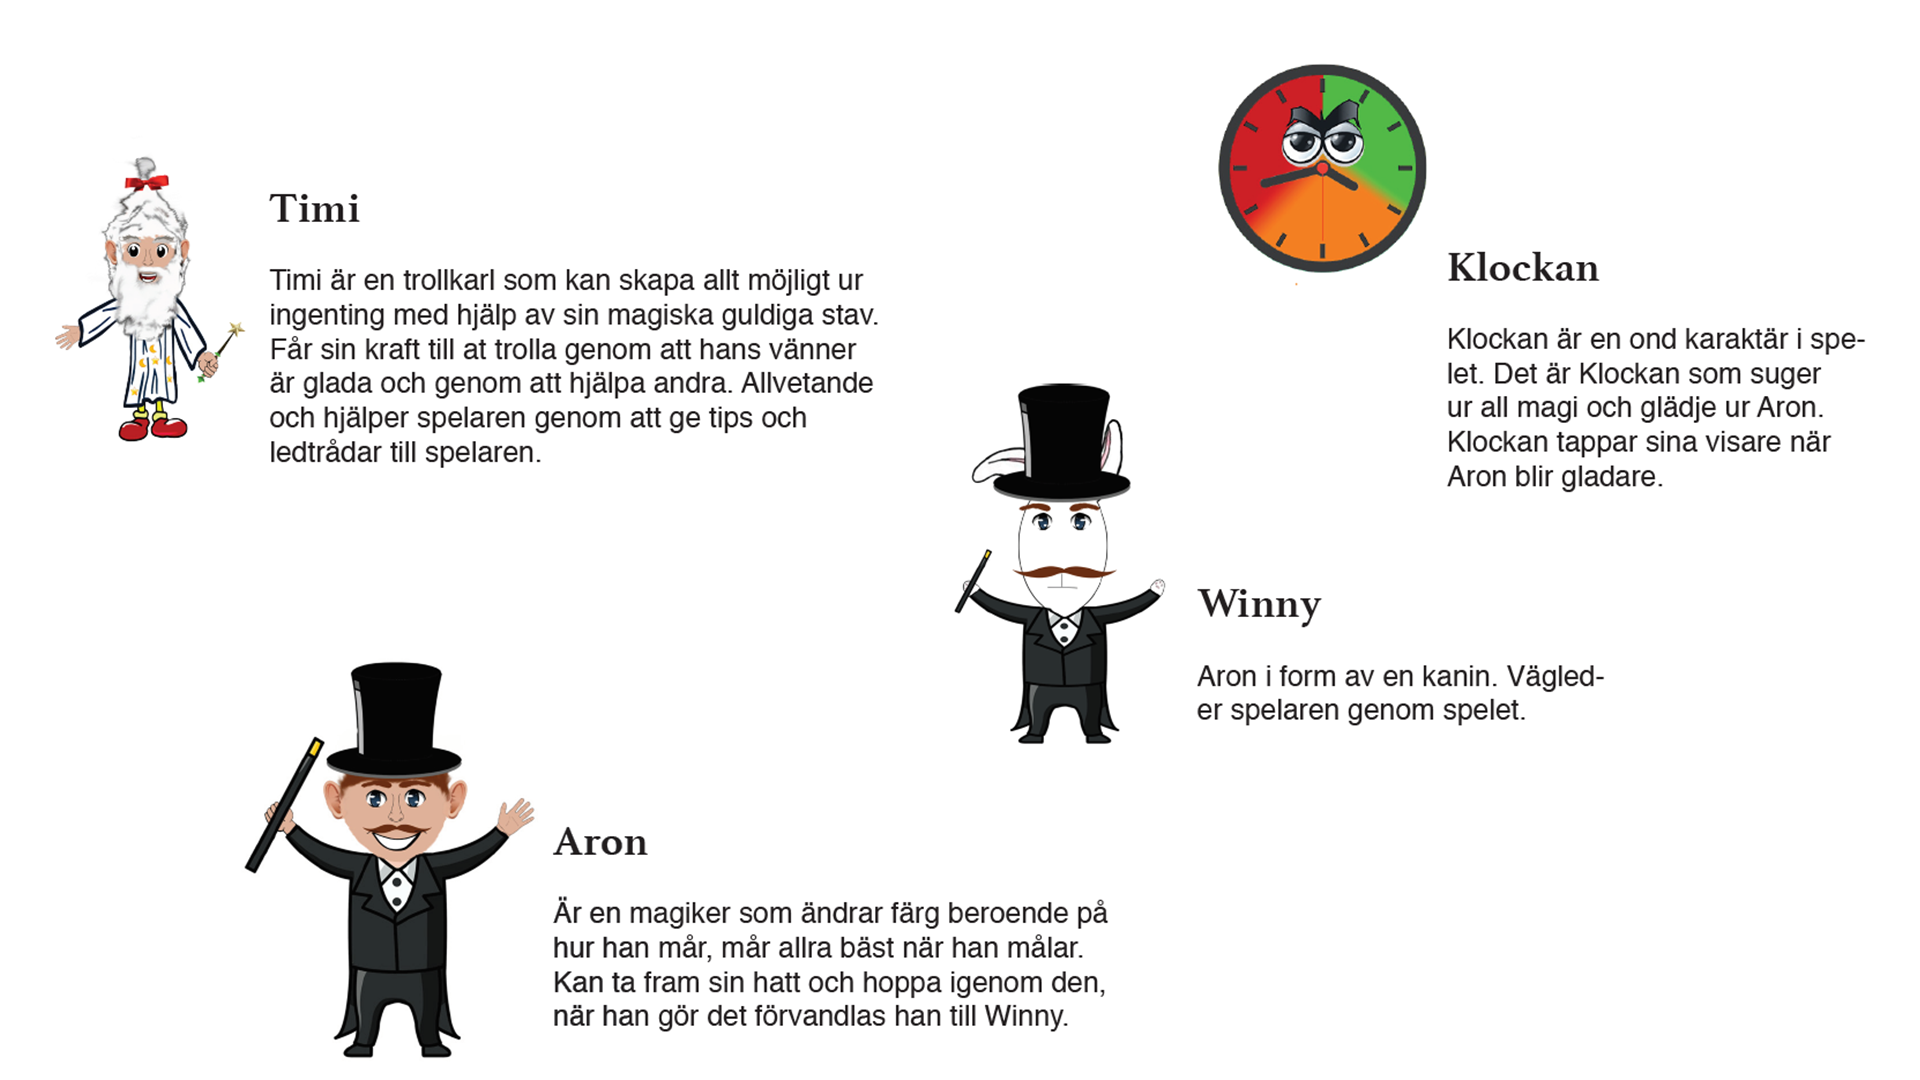 Timi
Timi är en trollkarl som kan skapa allt möjligt ur
ingenting med hjälp av sin magiska guldiga stav.
Får sin kraft till at trolla genom att hans vänner
är glada och genom att hjälpa andra. Allvetande
och hjälper spelaren genom att ge tips och
ledtrådar till spelaren.
Klockan
Klockan är en ond karaktär i spe-
let. Det är Klockan som suger
ur all magi och glädje ur Aron.
Klockan tappar sina visare när
Aron blir gladare.
Winny
Aron i form av en kanin. Vägled-
er spelaren genom spelet.
Aron
Är en magiker som ändrar färg beroende på
hur han mår, mår allra bäst när han målar.
Kan ta fram sin hatt och hoppa igenom den,
när han gör det förvandlas han till Winny.